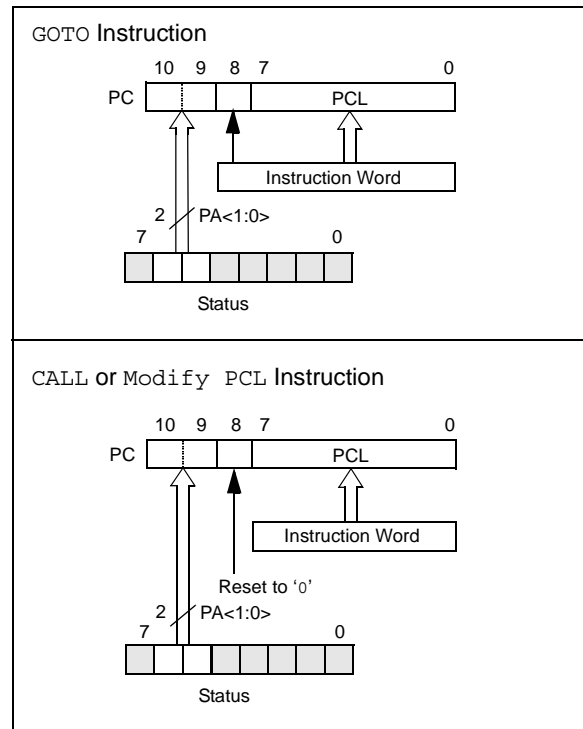 GOTO Instruction
10 9 8 7 0
PC PCL
Instruction Word
2 PA<1:0>
7 0
Status
CALL or Modify PCL Instruction
10 9 8 7 0
PC PCL
Instruction Word
Reset to ‘0’
2 PA<1:0>
7 0
Status